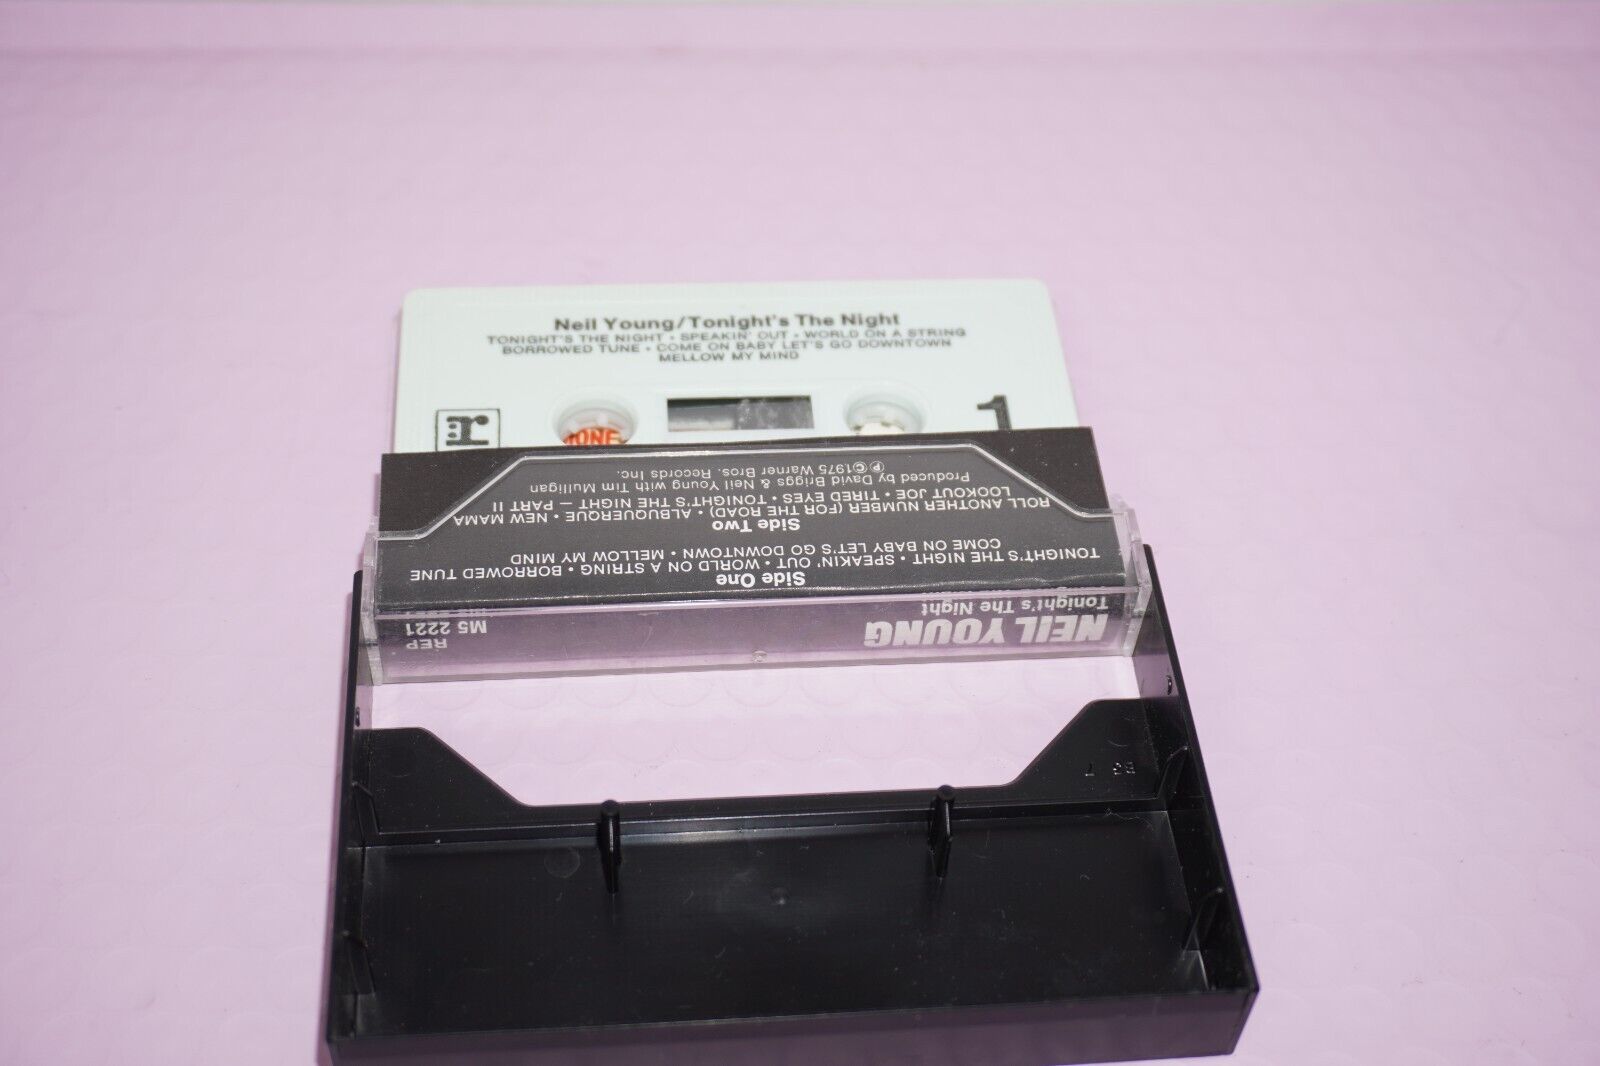 Neil Young/Tonight's The Night
TONIGHT'S THE NIGHT • SPEAKIN' OUT • WORLD ON A STRING
BORROWED TUNE • COME ON BABY LET'S GO DOWNTOWN
MELLOW MY MIND
r
1
NEIL YOUNG
Tonight's The Night
REP
M5 2221
Side One
TONIGHT'S THE NIGHT • SPEAKIN' OUT • WORLD ON A STRING • BORROWED TUNE
COME ON BABY LET'S GO DOWNTOWN • MELLOW MY MIND
Side Two
ROLL ANOTHER NUMBER (FOR THE ROAD) • ALBUQUERQUE • NEW MAMA
LOOKOUT JOE • TIRED EYES • TONIGHT'S THE NIGHT — PART II
Produced by David Briggs & Neil Young with Tim Mulligan
℗©1975 Warner Bros. Records Inc.